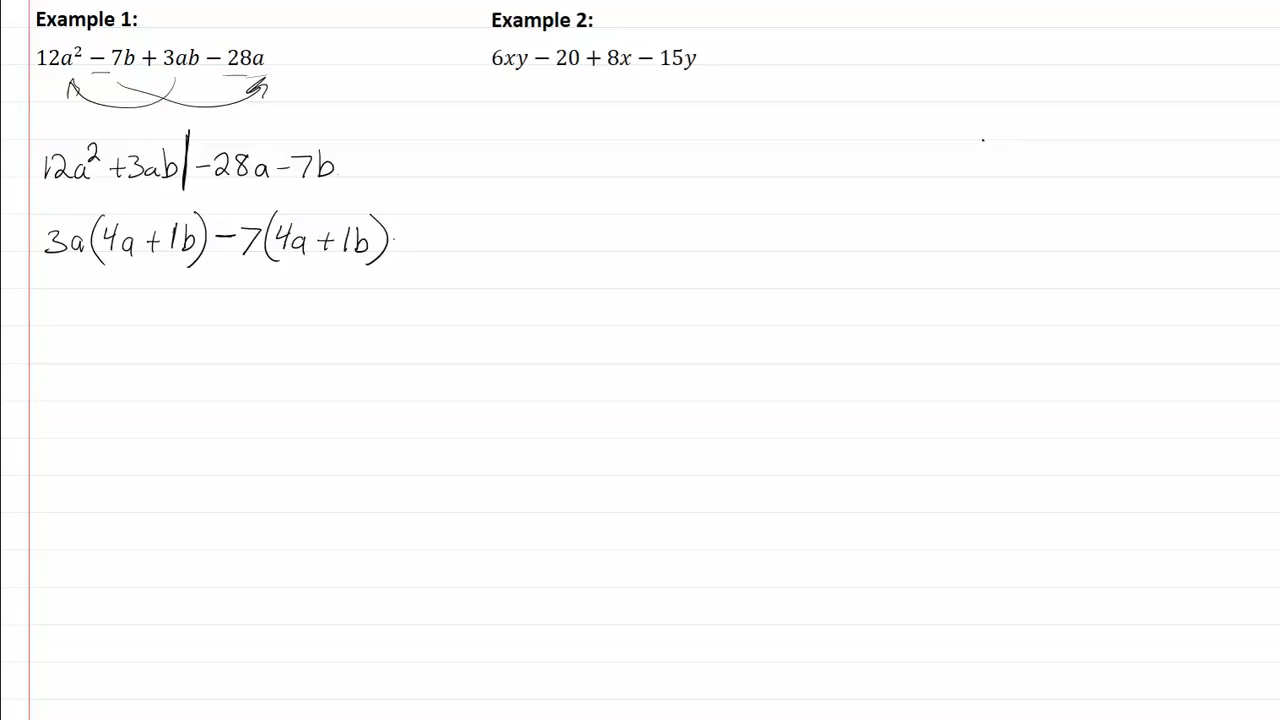 Example 1:
12a² − 7b + 3ab − 28a
12a² + 3ab | − 28a − 7b
3a(4a + 1b) − 7(4a + 1b)
Example 2:
6xy − 20 + 8x − 15y